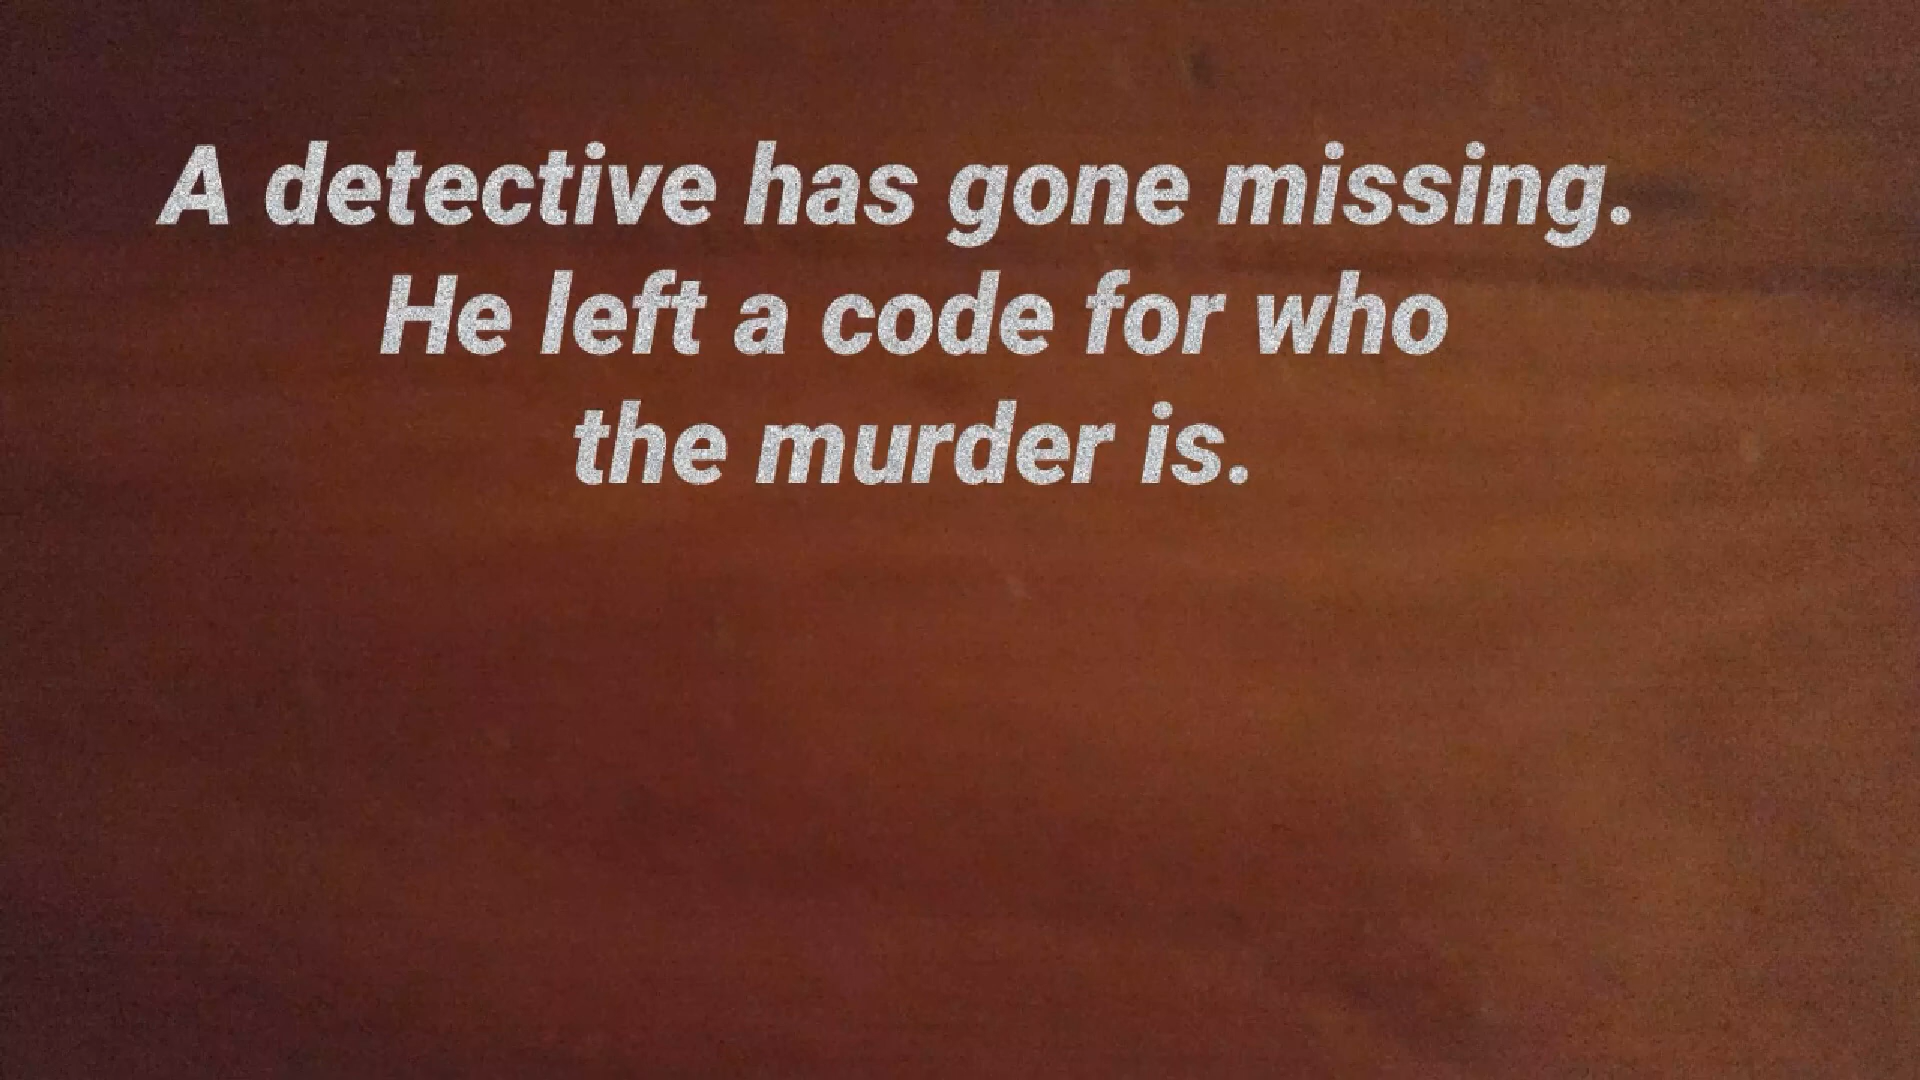 A detective has gone missing.
He left a code for who
the murder is.